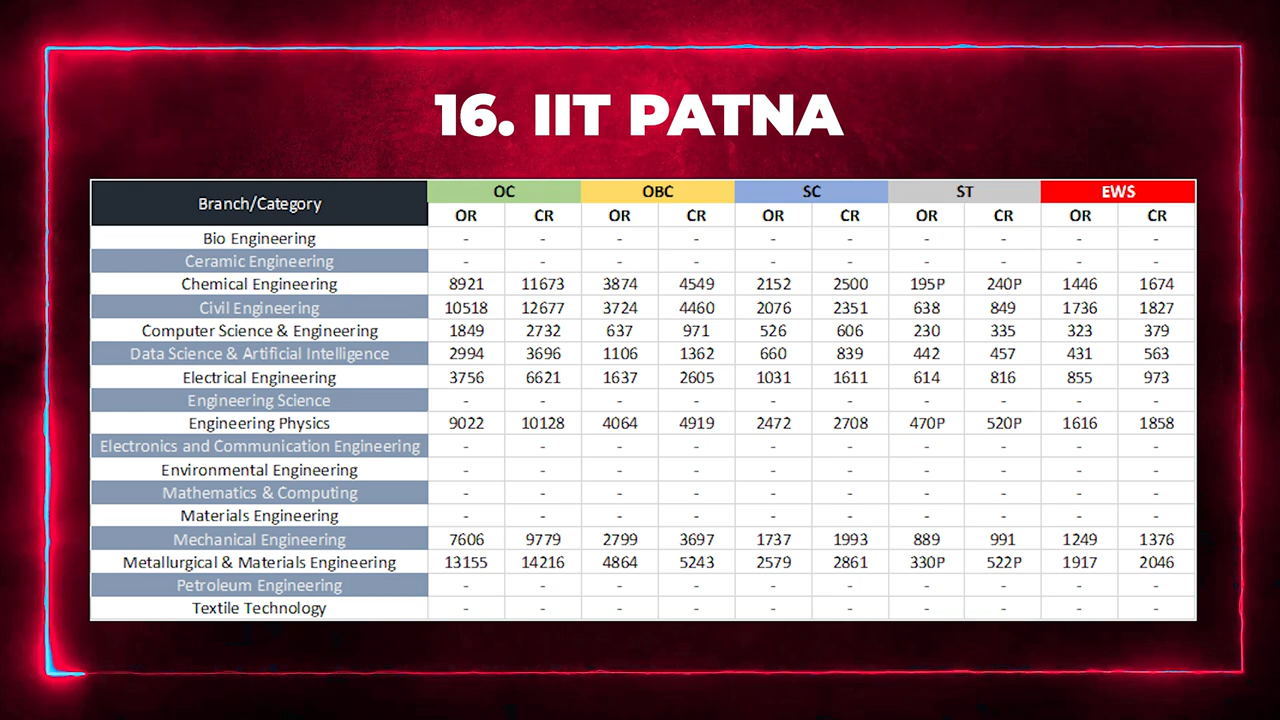 16. IIT PATNA
Branch/Category OC OBC SC ST EWS
OR CR OR CR OR CR OR CR OR CR
Bio Engineering - - - - - - - - - -
Ceramic Engineering - - - - - - - - - -
Chemical Engineering 8921 11673 3874 4549 2152 2500 195P 240P 1446 1674
Civil Engineering 10518 12677 3724 4460 2076 2351 638 849 1736 1827
Computer Science & Engineering 1849 2732 637 971 526 606 230 335 323 379
Data Science & Artificial Intelligence 2994 3696 1106 1362 660 839 442 457 431 563
Electrical Engineering 3756 6621 1637 2605 1031 1611 614 816 855 973
Engineering Science - - - - - - - - - -
Engineering Physics 9022 10128 4064 4919 2472 2708 470P 520P 1616 1858
Electronics and Communication Engineering - - - - - - - - - -
Environmental Engineering - - - - - - - - - -
Mathematics & Computing - - - - - - - - - -
Materials Engineering - - - - - - - - - -
Mechanical Engineering 7606 9779 2799 3697 1737 1993 889 991 1249 1376
Metallurgical & Materials Engineering 13155 14216 4864 5243 2579 2861 330P 522P 1917 2046
Petroleum Engineering - - - - - - - - - -
Textile Technology - - - - - - - - - -